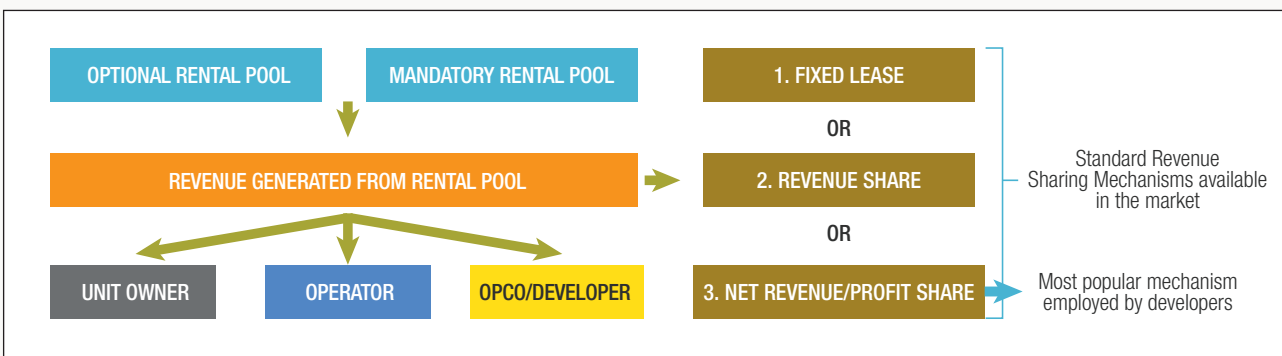 OPTIONAL RENTAL POOL
MANDATORY RENTAL POOL
REVENUE GENERATED FROM RENTAL POOL
UNIT OWNER
OPERATOR
OPCO/DEVELOPER
1. FIXED LEASE
OR
2. REVENUE SHARE
OR
3. NET REVENUE/PROFIT SHARE
Standard Revenue
Sharing Mechanisms available
in the market
Most popular mechanism
employed by developers